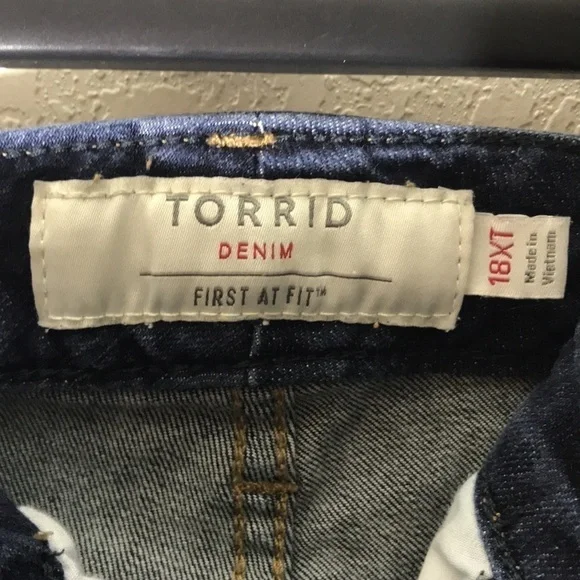 TORRID
DENIM
FIRST AT FIT™
18XT
Made in
Vietnam